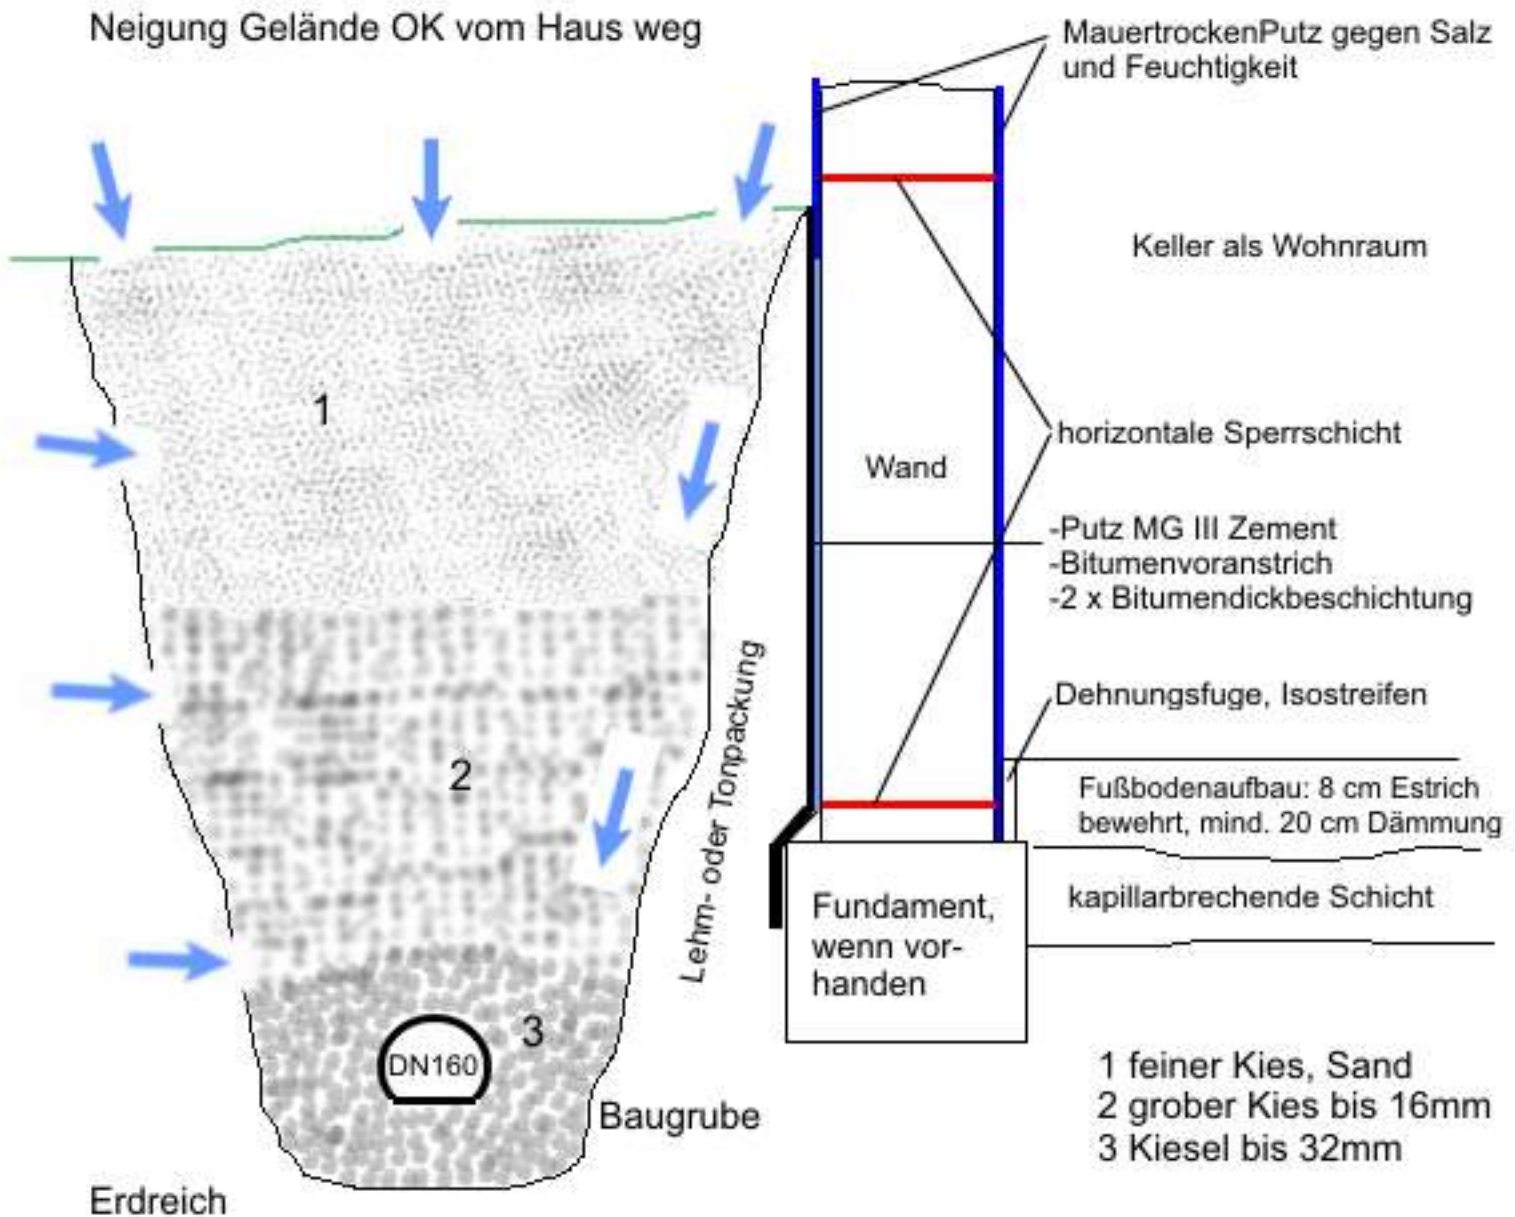 Neigung Gelände OK vom Haus weg
MauertrockenPutz gegen Salz
und Feuchtigkeit
Keller als Wohnraum
1
horizontale Sperrschicht
Wand
-Putz MG III Zement
-Bitumenvoranstrich
-2 x Bitumendickbeschichtung
Lehm- oder Tonpackung
Dehnungsfuge, Isostreifen
2
Fußbodenaufbau: 8 cm Estrich
bewehrt, mind. 20 cm Dämmung
kapillarbrechende Schicht
Fundament,
wenn vor-
handen
3
DN160
1 feiner Kies, Sand
2 grober Kies bis 16mm
3 Kiesel bis 32mm
Baugrube
Erdreich